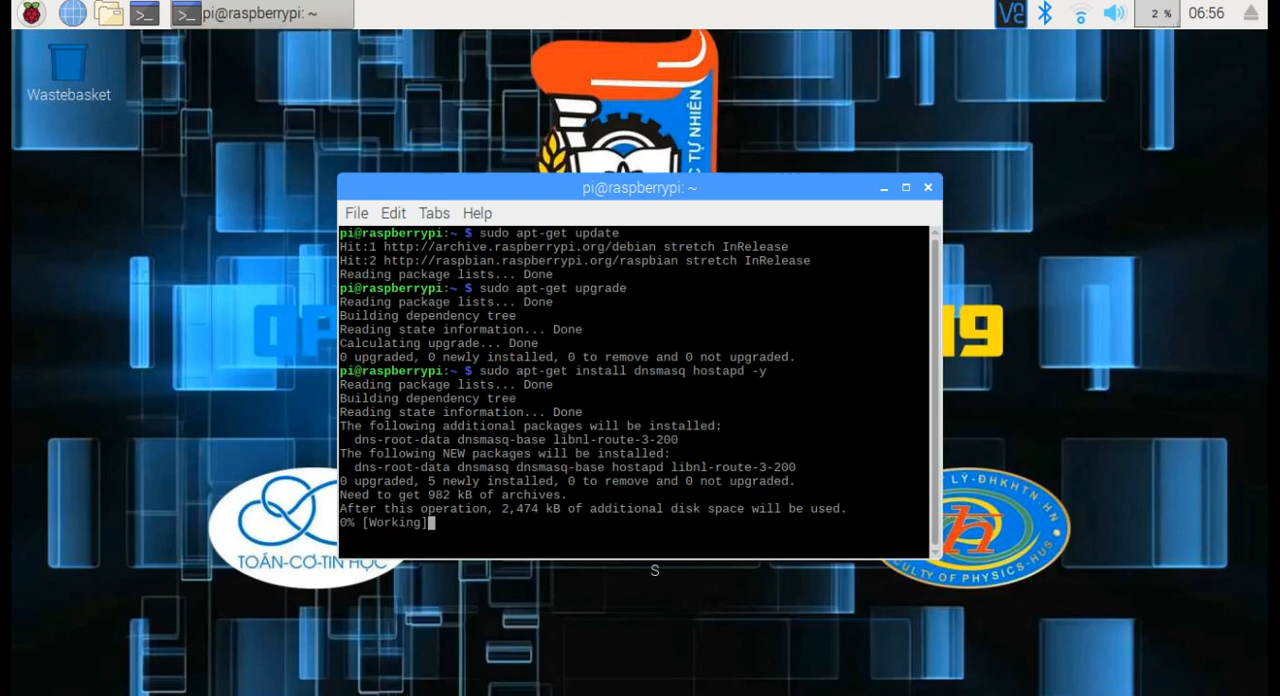 pi@raspberrypi: ~
2 %
06:56
Wastebasket
TỰ NHIÊN
pi@raspberrypi: ~
File Edit Tabs Help
pi@raspberrypi:~ $ sudo apt-get update
Hit:1 http://archive.raspberrypi.org/debian stretch InRelease
Hit:2 http://raspbian.raspberrypi.org/raspbian stretch InRelease
Reading package lists... Done
pi@raspberrypi:~ $ sudo apt-get upgrade
Reading package lists... Done
Building dependency tree
Reading state information... Done
Calculating upgrade... Done
0 upgraded, 0 newly installed, 0 to remove and 0 not upgraded.
pi@raspberrypi:~ $ sudo apt-get install dnsmasq hostapd -y
Reading package lists... Done
Building dependency tree
Reading state information... Done
The following additional packages will be installed:
dns-root-data dnsmasq-base libnl-route-3-200
The following NEW packages will be installed:
dns-root-data dnsmasq dnsmasq-base hostapd libnl-route-3-200
0 upgraded, 5 newly installed, 0 to remove and 0 not upgraded.
Need to get 982 kB of archives.
After this operation, 2,474 kB of additional disk space will be used.
0% [Working]
TOÁN-CƠ-TIN HỌC
LÝ-ĐHKHTN.HN
OF PHYSICS-HUS
S